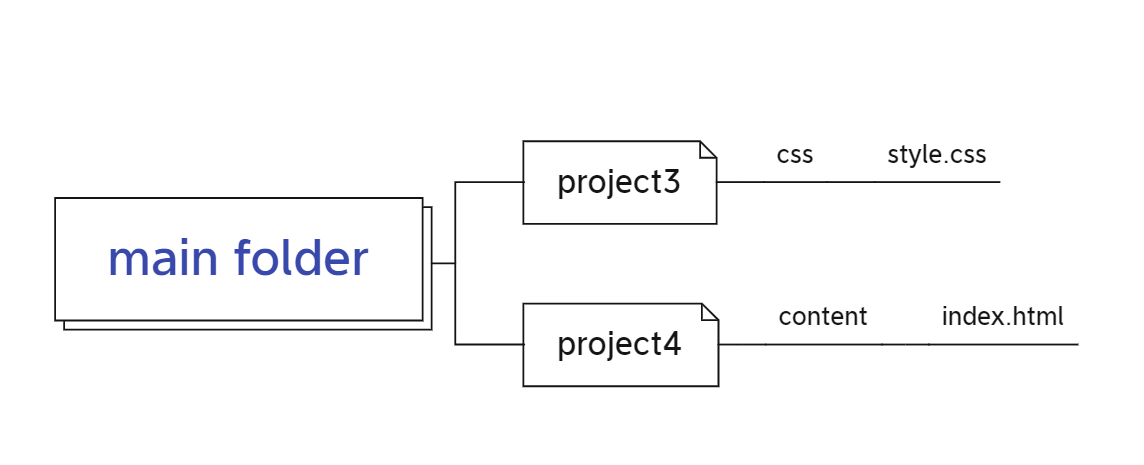 main folder
project3
css
style.css
project4
content
index.html